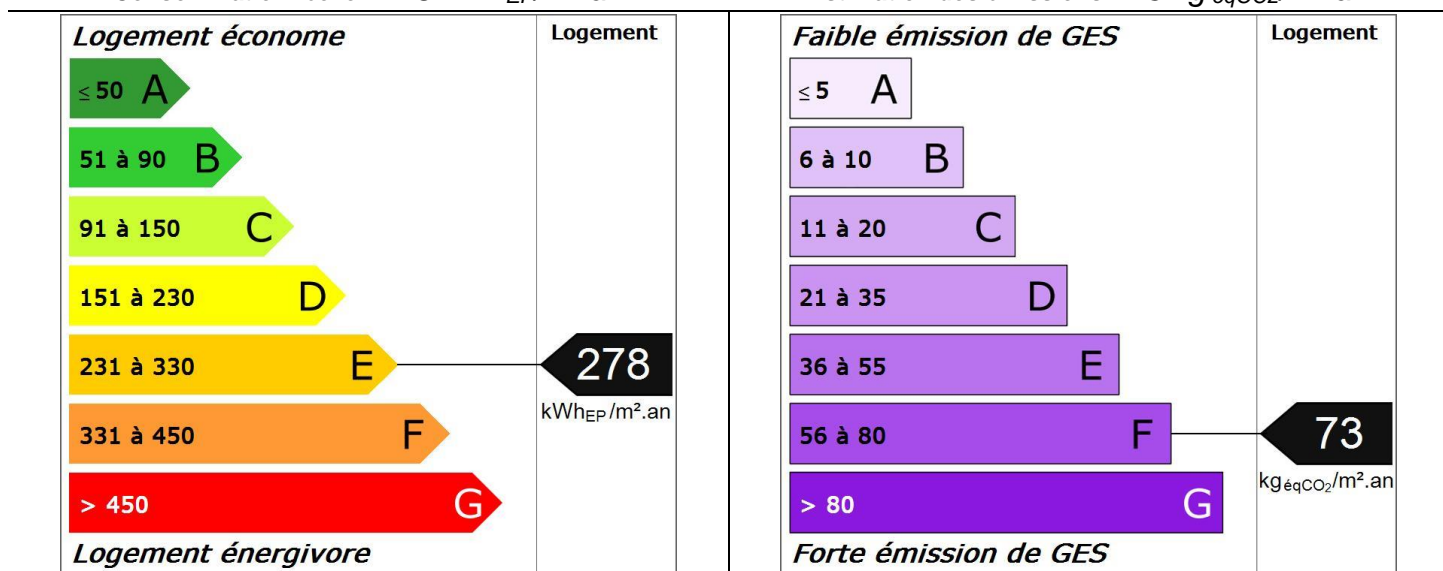 Logement économe
Logement
≤ 50 A
51 à 90 B
91 à 150 C
151 à 230 D
231 à 330 E
278
kWhEP/m².an
331 à 450 F
> 450 G
Logement énergivore
Faible émission de GES
Logement
≤ 5 A
6 à 10 B
11 à 20 C
21 à 35 D
36 à 55 E
56 à 80 F
73
kgéqCO2/m².an
> 80 G
Forte émission de GES